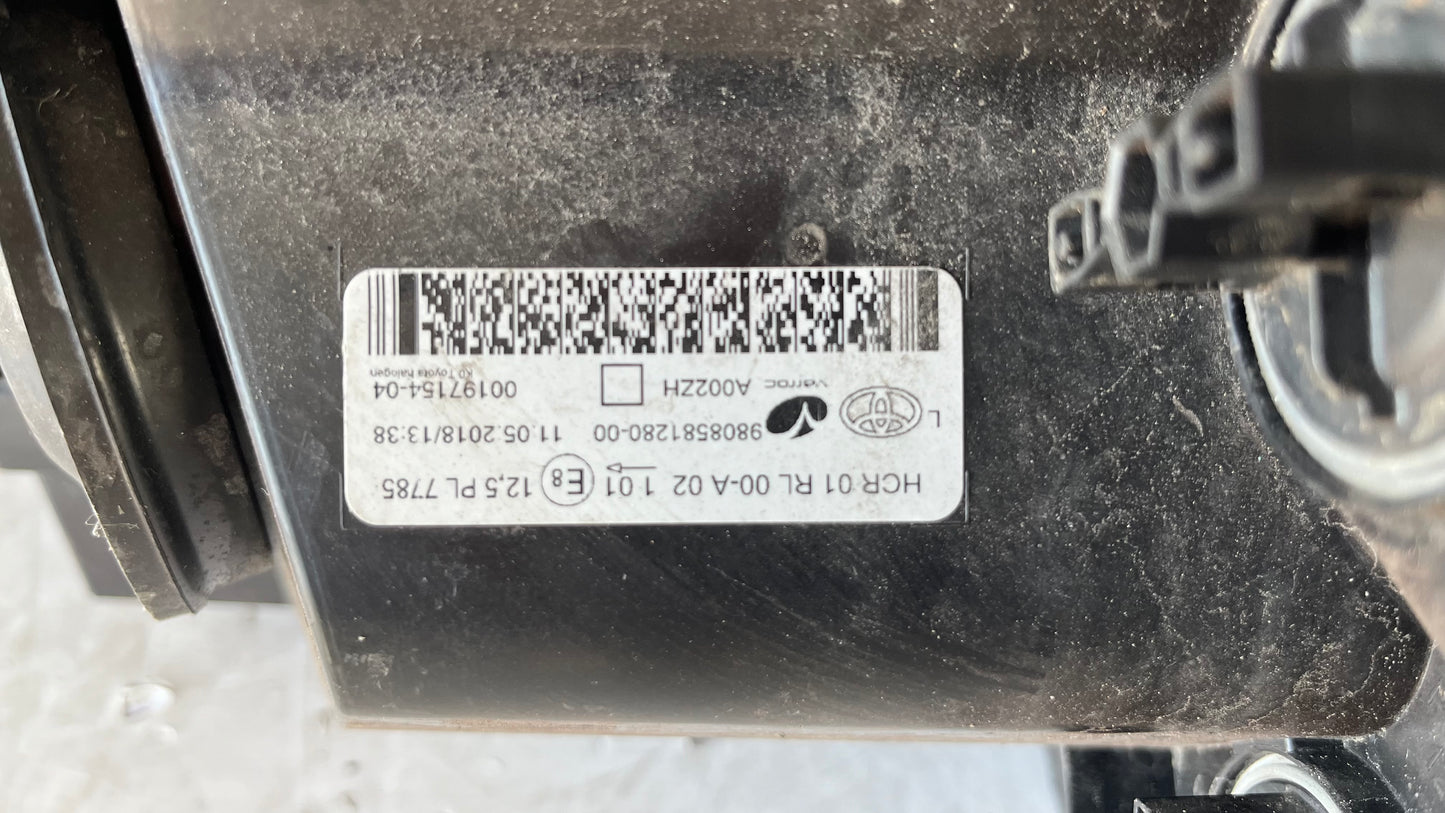 HCR 01 RL 00-A 02 1 01 E8 12,5 PL 7785
L varroc 9808581280-00 11.05.2018/13:38
A002ZH 00197154-04
K0 Toyota halogen